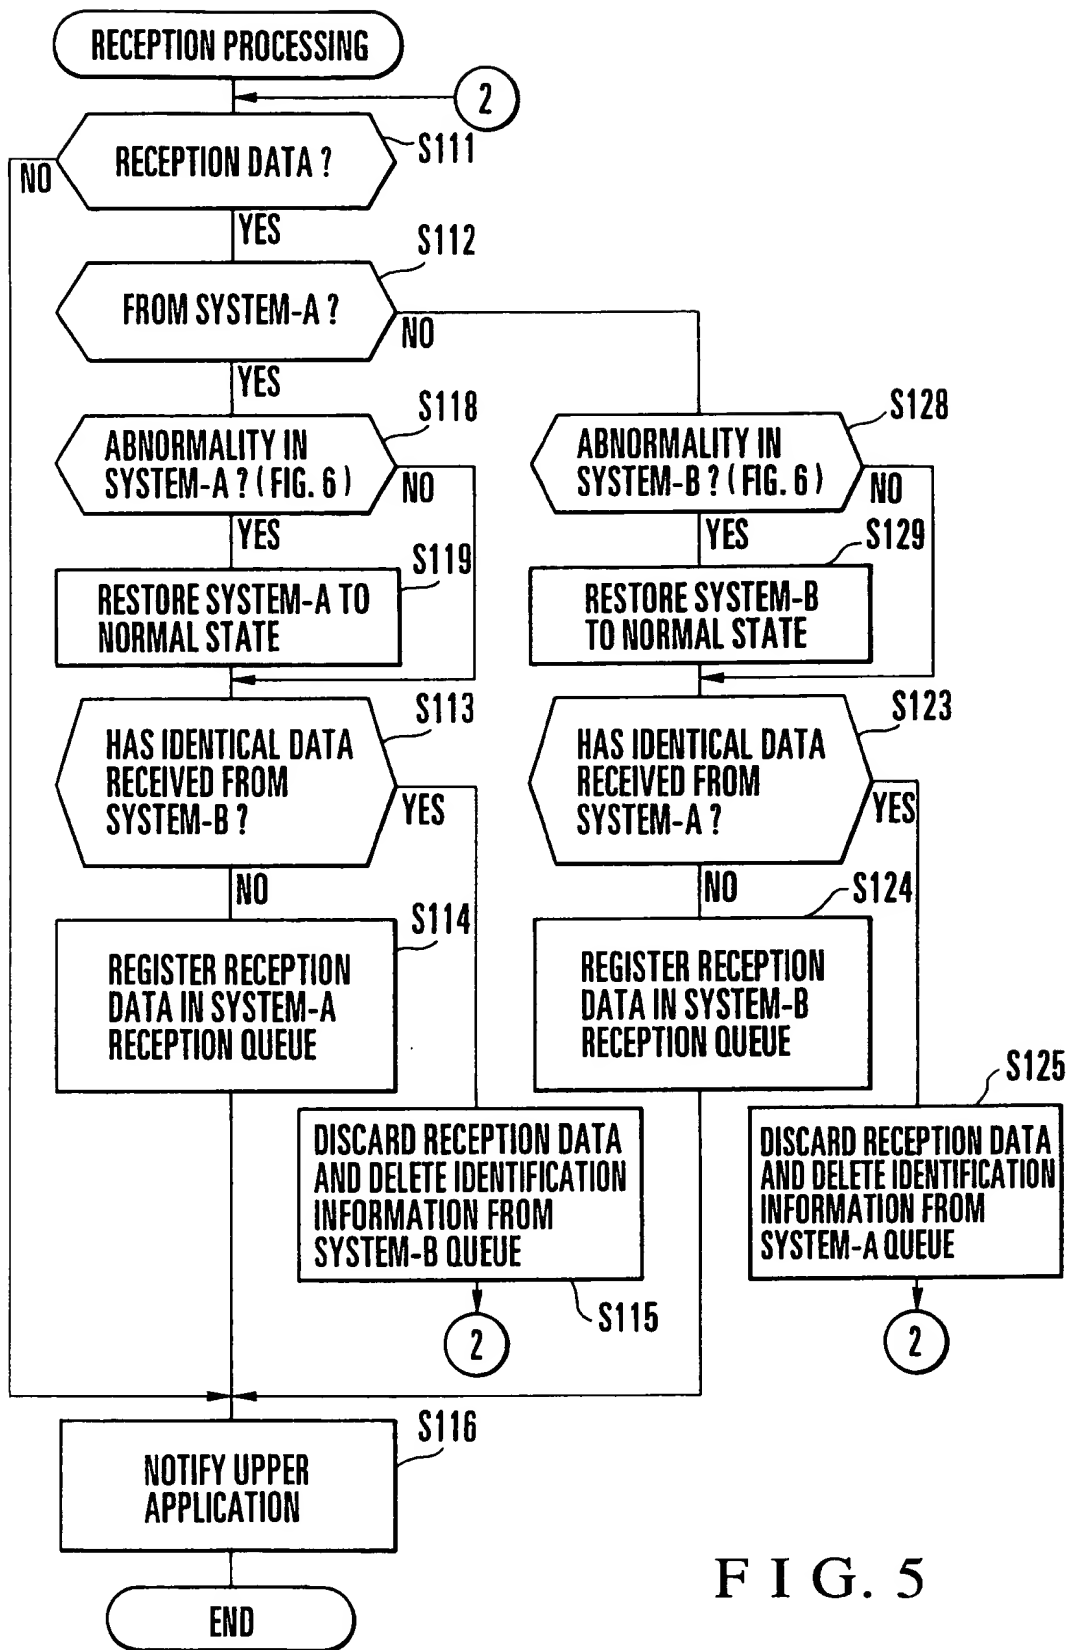 RECEPTION PROCESSING
2
S111
RECEPTION DATA ?
NO
YES
S112
FROM SYSTEM-A ?
NO
YES
S118
ABNORMALITY IN
SYSTEM-A ? ( FIG. 6 )
NO
YES
S128
ABNORMALITY IN
SYSTEM-B ? ( FIG. 6 )
NO
YES
S119
RESTORE SYSTEM-A TO
NORMAL STATE
S129
RESTORE SYSTEM-B
TO NORMAL STATE
S113
HAS IDENTICAL DATA
RECEIVED FROM
SYSTEM-B ?
YES
NO
S123
HAS IDENTICAL DATA
RECEIVED FROM
SYSTEM-A ?
YES
NO
S114
REGISTER RECEPTION
DATA IN SYSTEM-A
RECEPTION QUEUE
S124
REGISTER RECEPTION
DATA IN SYSTEM-B
RECEPTION QUEUE
S125
DISCARD RECEPTION DATA
AND DELETE IDENTIFICATION
INFORMATION FROM
SYSTEM-B QUEUE
S115
2
DISCARD RECEPTION DATA
AND DELETE IDENTIFICATION
INFORMATION FROM
SYSTEM-A QUEUE
2
S116
NOTIFY UPPER
APPLICATION
END
F I G. 5